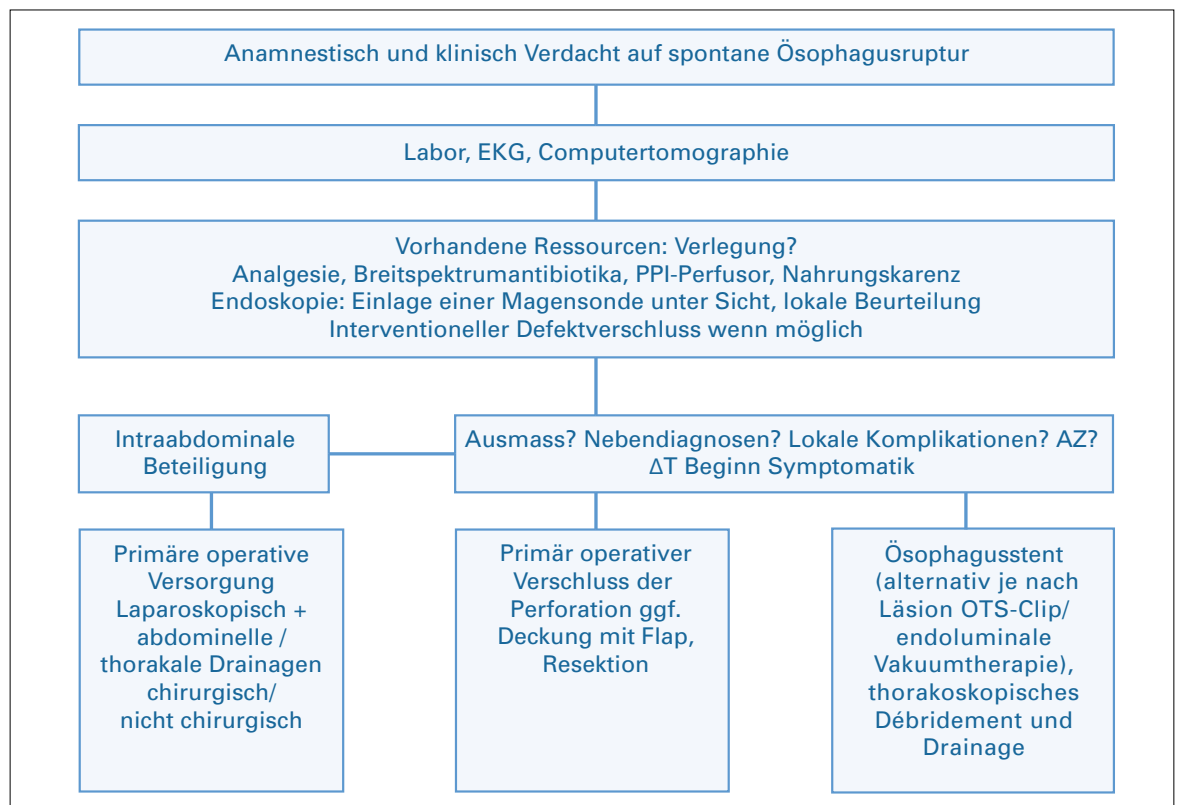 Anamnestisch und klinisch Verdacht auf spontane Ösophagusruptur
Labor, EKG, Computertomographie
Vorhandene Ressourcen: Verlegung?
Analgesie, Breitspektrumantibiotika, PPI-Perfusor, Nahrungskarenz
Endoskopie: Einlage einer Magensonde unter Sicht, lokale Beurteilung
Interventioneller Defektverschluss wenn möglich
Intraabdominale
Beteiligung
Ausmass? Nebendiagnosen? Lokale Komplikationen? AZ?
ΔT Beginn Symptomatik
Primäre operative
Versorgung
Laparoskopisch +
abdominelle /
thorakale Drainagen
chirurgisch/
nicht chirurgisch
Primär operativer
Verschluss der
Perforation ggf.
Deckung mit Flap,
Resektion
Ösophagusstent
(alternativ je nach
Läsion OTS-Clip/
endoluminale
Vakuumtherapie),
thorakoskopisches
Débridement und
Drainage